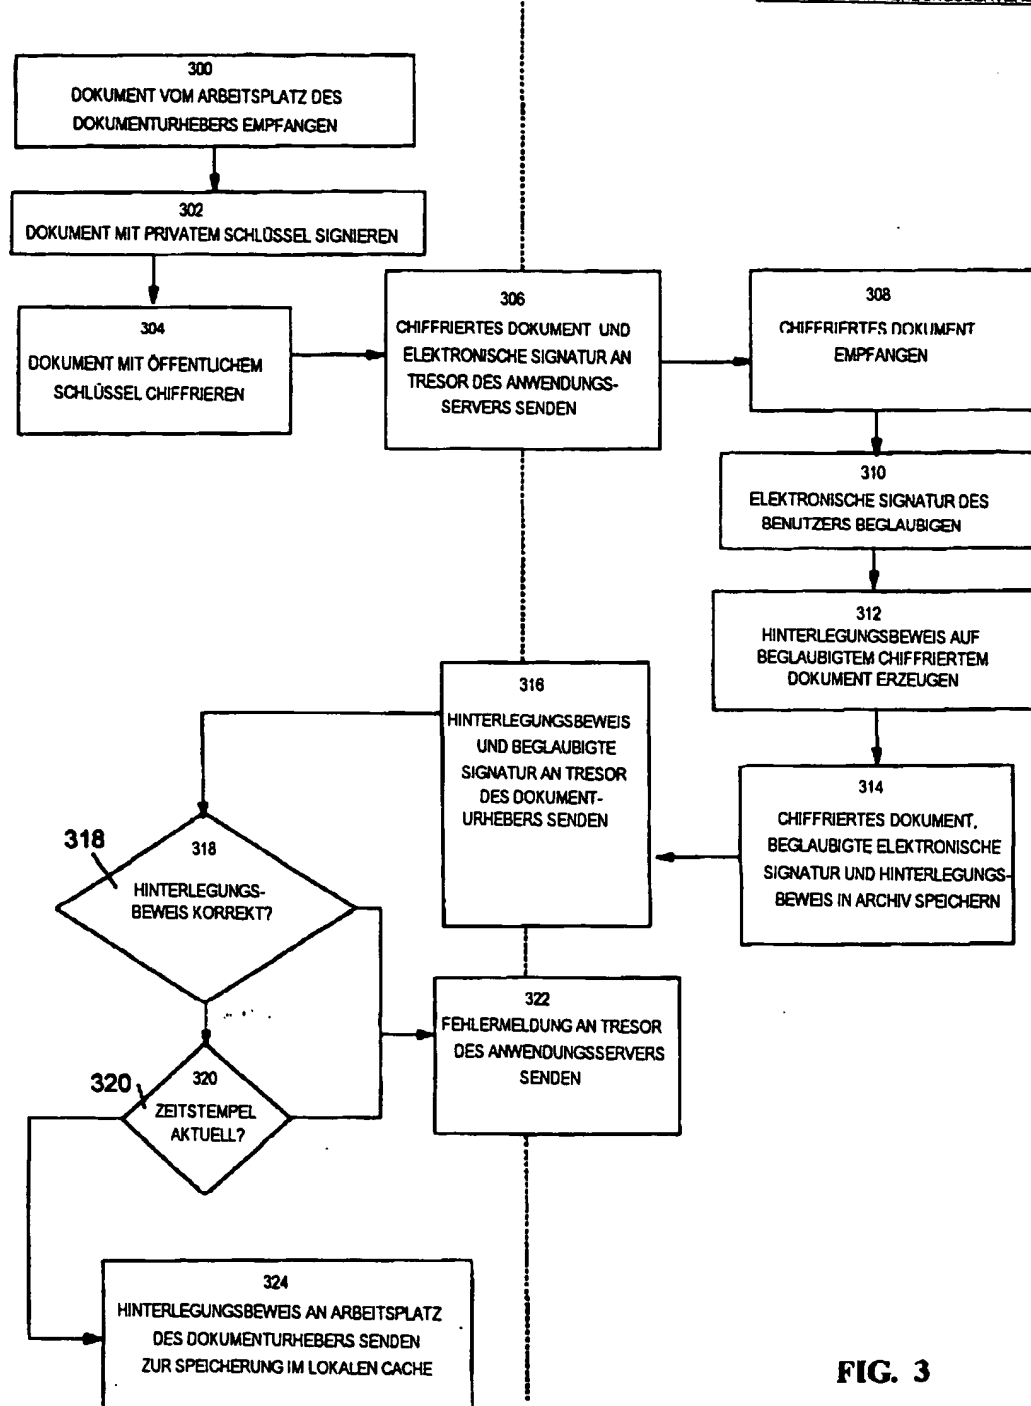 300
DOKUMENT VOM ARBEITSPLATZ DES
DOKUMENTURHEBERS EMPFANGEN
302
DOKUMENT MIT PRIVATEM SCHLÜSSEL SIGNIEREN
304
DOKUMENT MIT ÖFFENTLICHEM
SCHLÜSSEL CHIFFRIEREN
306
CHIFFRIERTES DOKUMENT UND
ELEKTRONISCHE SIGNATUR AN
TRESOR DES ANWENDUNGS-
SERVERS SENDEN
308
CHIFFRIERTES DOKUMENT
EMPFANGEN
310
ELEKTRONISCHE SIGNATUR DES
BENUTZERS BEGLAUBIGEN
312
HINTERLEGUNGSBEWEIS AUF
BEGLAUBIGTEM CHIFFRIERTEM
DOKUMENT ERZEUGEN
314
CHIFFRIERTES DOKUMENT,
BEGLAUBIGTE ELEKTRONISCHE
SIGNATUR UND HINTERLEGUNGS-
BEWEIS IN ARCHIV SPEICHERN
316
HINTERLEGUNGSBEWEIS
UND BEGLAUBIGTE
SIGNATUR AN TRESOR
DES DOKUMENT-
URHEBERS SENDEN
318
318
HINTERLEGUNGS-
BEWEIS KORREKT?
320
320
ZEITSTEMPEL
AKTUELL?
322
FEHLERMELDUNG AN TRESOR
DES ANWENDUNGSSERVERS
SENDEN
324
HINTERLEGUNGSBEWEIS AN ARBEITSPLATZ
DES DOKUMENTURHEBERS SENDEN
ZUR SPEICHERUNG IM LOKALEN CACHE
FIG. 3